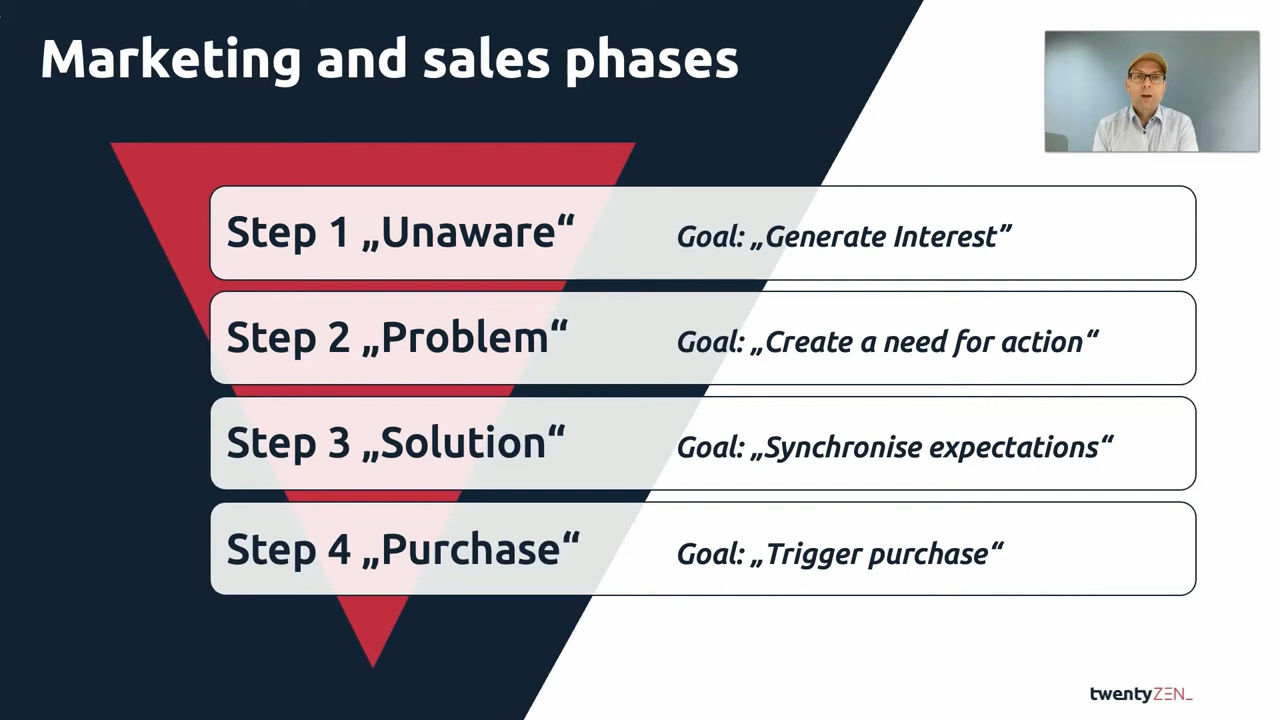 Marketing and sales phases
Step 1 „Unaware“ Goal: „Generate Interest”
Step 2 „Problem“ Goal: „Create a need for action“
Step 3 „Solution“ Goal: „Synchronise expectations“
Step 4 „Purchase“ Goal: „Trigger purchase“
twentyZEN_